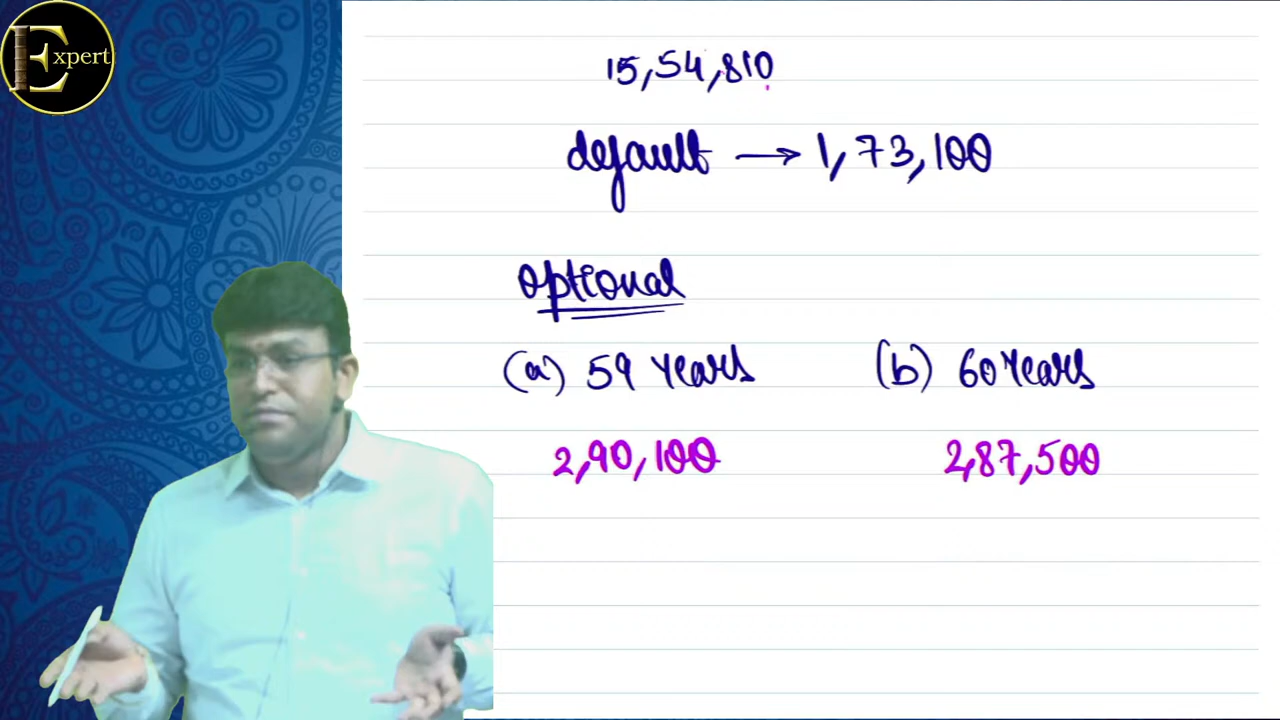 Expert
15,54,810
default → 1,73,100
optional
(a) 59 Years (b) 60 Years
2,90,100 2,87,500